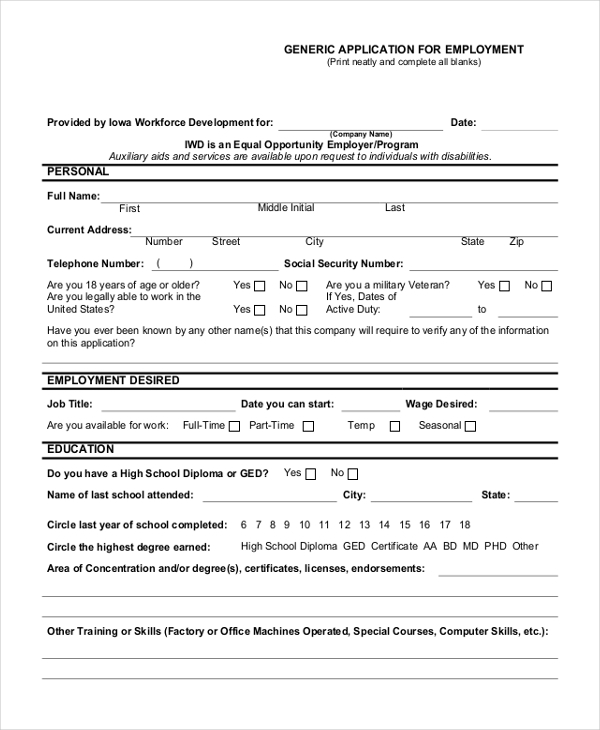 GENERIC APPLICATION FOR EMPLOYMENT
(Print neatly and complete all blanks)
Provided by Iowa Workforce Development for: Date:
(Company Name)
IWD is an Equal Opportunity Employer/Program
Auxiliary aids and services are available upon request to individuals with disabilities.
PERSONAL
Full Name:
First Middle Initial Last
Current Address:
Number Street City State Zip
Telephone Number: ( ) Social Security Number:
Are you 18 years of age or older? Yes No Are you a military Veteran? Yes No
Are you legally able to work in the If Yes, Dates of
United States? Yes No Active Duty: to
Have you ever been known by any other name(s) that this company will require to verify any of the information
on this application?
EMPLOYMENT DESIRED
Job Title: Date you can start: Wage Desired:
Are you available for work: Full-Time Part-Time Temp Seasonal
EDUCATION
Do you have a High School Diploma or GED? Yes No
Name of last school attended: City: State:
Circle last year of school completed: 6 7 8 9 10 11 12 13 14 15 16 17 18
Circle the highest degree earned: High School Diploma GED Certificate AA BD MD PHD Other
Area of Concentration and/or degree(s), certificates, licenses, endorsements:
Other Training or Skills (Factory or Office Machines Operated, Special Courses, Computer Skills, etc.):